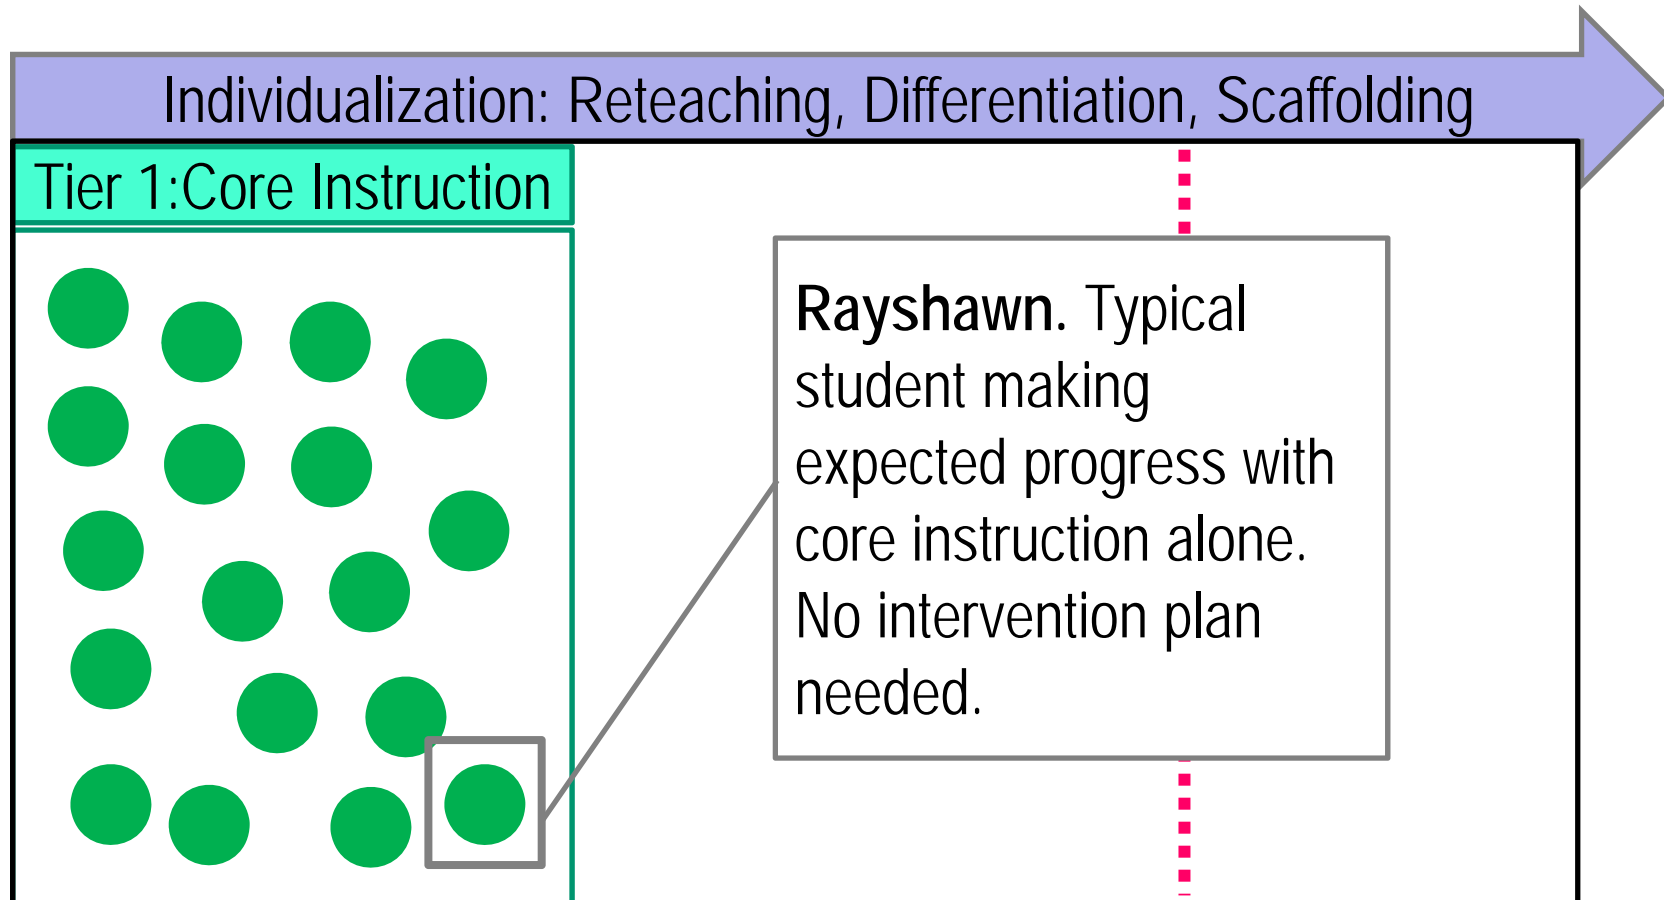 Individualization: Reteaching, Differentiation, Scaffolding
Tier 1:Core Instruction
Rayshawn. Typical
student making
expected progress with
core instruction alone.
No intervention plan
needed.